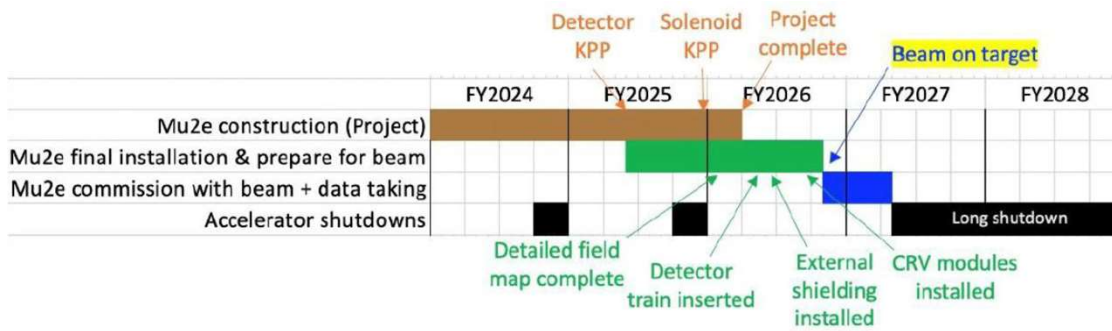 Detector KPP
Solenoid KPP
Project complete
Beam on target
FY2024 FY2025 FY2026 FY2027 FY2028
Mu2e construction (Project)
Mu2e final installation & prepare for beam
Mu2e commission with beam + data taking
Accelerator shutdowns
Long shutdown
Detailed field
map complete
Detector
train inserted
External
shielding
installed
CRV modules
installed